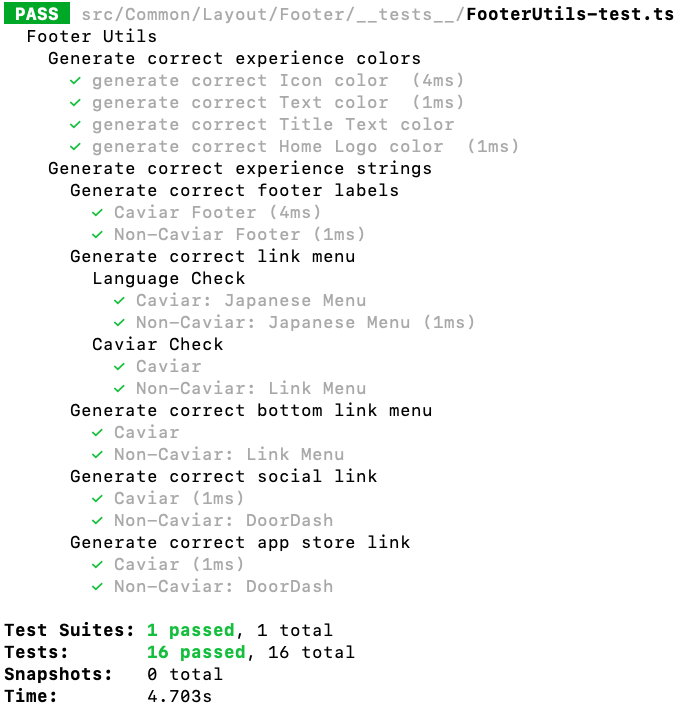 PASS src/Common/Layout/Footer/__tests__/FooterUtils-test.ts
Footer Utils
Generate correct experience colors
✓ generate correct Icon color (4ms)
✓ generate correct Text color (1ms)
✓ generate correct Title Text color
✓ generate correct Home Logo color (1ms)
Generate correct experience strings
Generate correct footer labels
✓ Caviar Footer (4ms)
✓ Non-Caviar Footer (1ms)
Generate correct link menu
Language Check
✓ Caviar: Japanese Menu
✓ Non-Caviar: Japanese Menu (1ms)
Caviar Check
✓ Caviar
✓ Non-Caviar: Link Menu
Generate correct bottom link menu
✓ Caviar
✓ Non-Caviar: Link Menu
Generate correct social link
✓ Caviar (1ms)
✓ Non-Caviar: DoorDash
Generate correct app store link
✓ Caviar (1ms)
✓ Non-Caviar: DoorDash
Test Suites: 1 passed, 1 total
Tests: 16 passed, 16 total
Snapshots: 0 total
Time: 4.703s